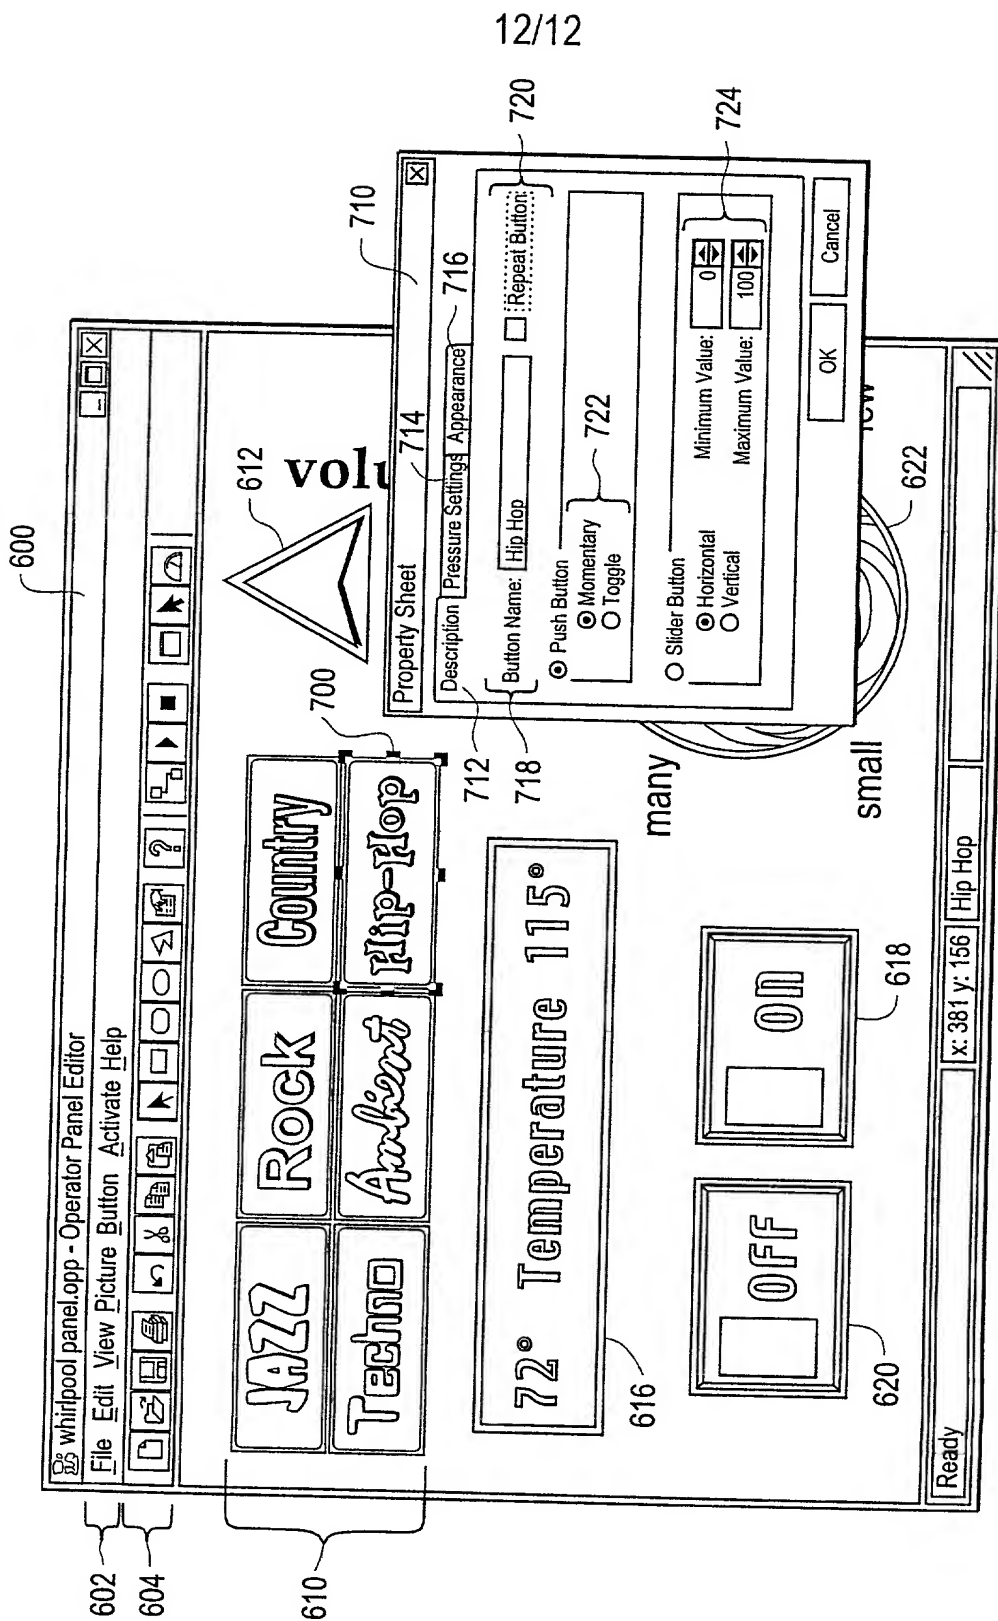 12/12
600
whirlpool panel.opp - Operator Panel Editor
602
File Edit View Picture Button Activate Help
604
?
610
JAZZ Rock Country
Techno Ambient Hip-Hop
700
612
volu
616
72° Temperature 115°
many
small
iew
622
620
Off
618
On
Ready
x: 381 y: 156
Hip Hop
710
Property Sheet
712
714
716
Description Pressure Settings Appearance
718
Button Name: Hip Hop
Repeat Button
720
Push Button
Momentary
Toggle
722
Slider Button
Horizontal
Vertical
Minimum Value: 0
Maximum Value: 100
724
OK Cancel